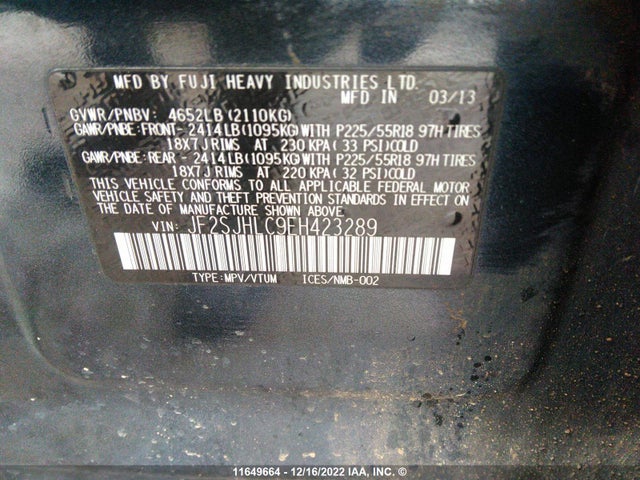 MFD BY FUJI HEAVY INDUSTRIES LTD.
MFD IN 03/13
GVWR/PNBV: 4652LB(2110KG)
GAWR/PNBE:FRONT- 2414LB(1095KG)WITH P225/55R18 97H TIRES
18X7J RIMS AT 230 KPA( 33 PSI)COLD
GAWR/PNBE: REAR - 2414LB(1095KG)WITH P225/55R18 97H TIRES
18X7J RIMS AT 220 KPA( 32 PSI)COLD
THIS VEHICLE CONFORMS TO ALL APPLICABLE FEDERAL MOTOR
VEHICLE SAFETY AND THEFT PREVENTION STANDARDS IN EFFECT
ON THE DATE OF MANUFACTURE SHOWN ABOVE.
VIN: JF2SJHLC9EH423289
TYPE:MPV/VTUM ICES/NMB-002
11649664 - 12/16/2022 IAA, INC. ©